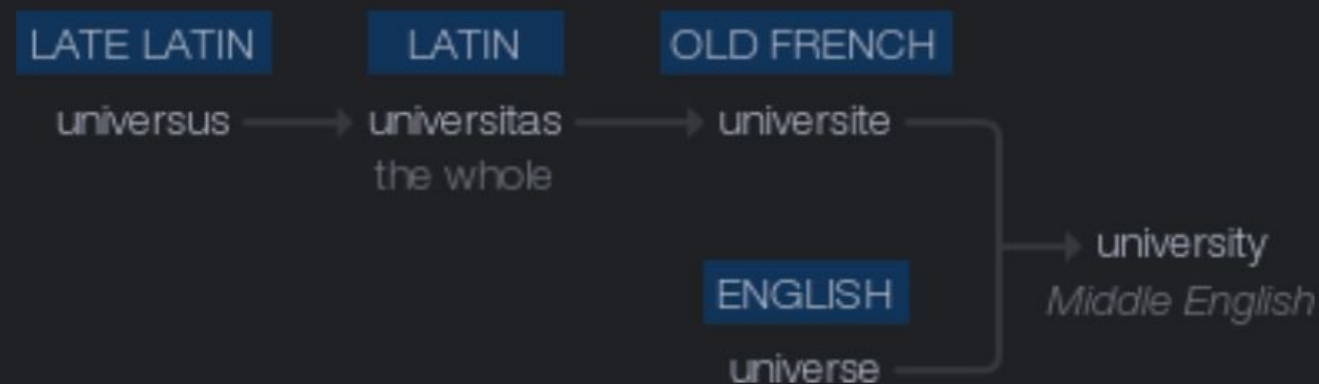 LATE LATIN LATIN OLD FRENCH
universus universitas universite
the whole
university
ENGLISH
Middle English
universe